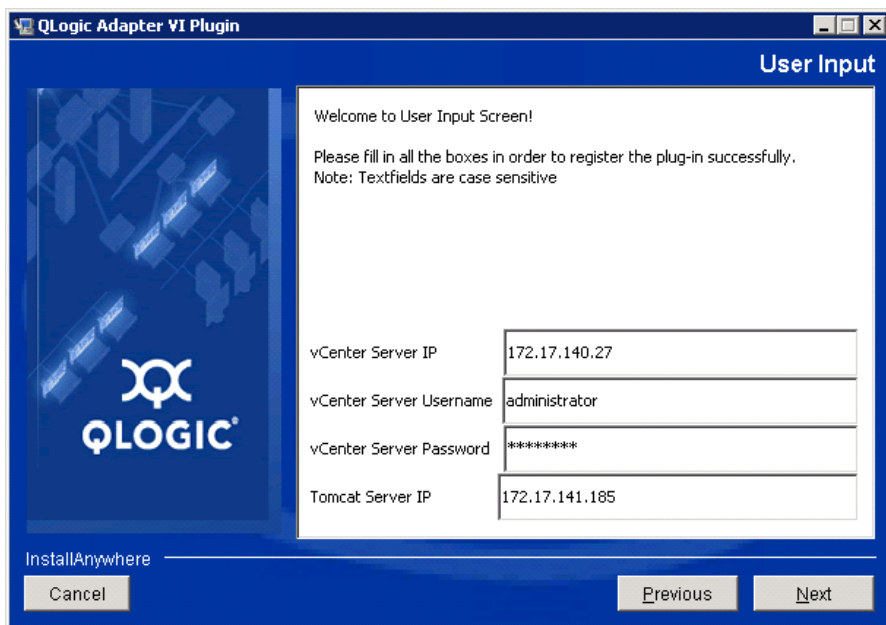 QLogic Adapter VI Plugin
User Input
Welcome to User Input Screen!
Please fill in all the boxes in order to register the plug-in successfully.
Note: Textfields are case sensitive
vCenter Server IP 172.17.140.27
vCenter Server Username administrator
vCenter Server Password ********
Tomcat Server IP 172.17.141.185
QLOGIC®
InstallAnywhere
Cancel Previous Next